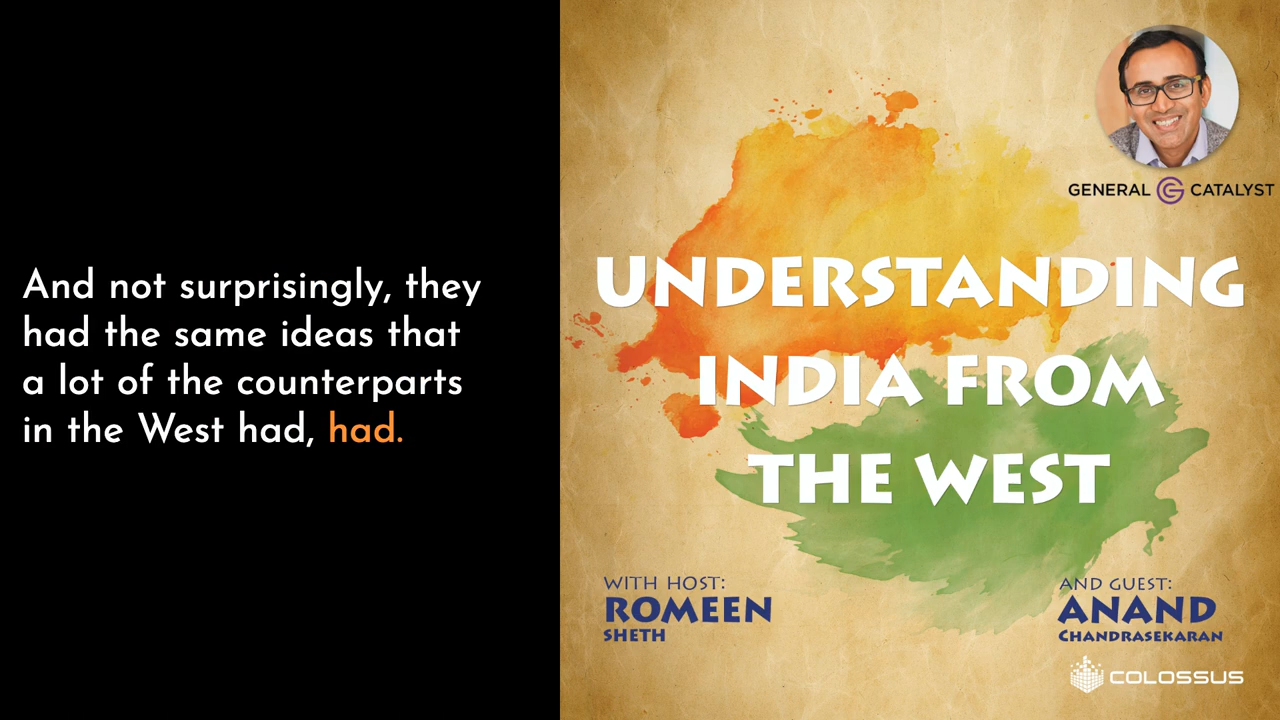 And not surprisingly, they
had the same ideas that
a lot of the counterparts
in the West had, had.
GENERAL CATALYST
UNDERSTANDING
INDIA FROM
THE WEST
WITH HOST:
ROMEEN
SHETH
AND GUEST:
ANAND
CHANDRASEKARAN
COLOSSUS